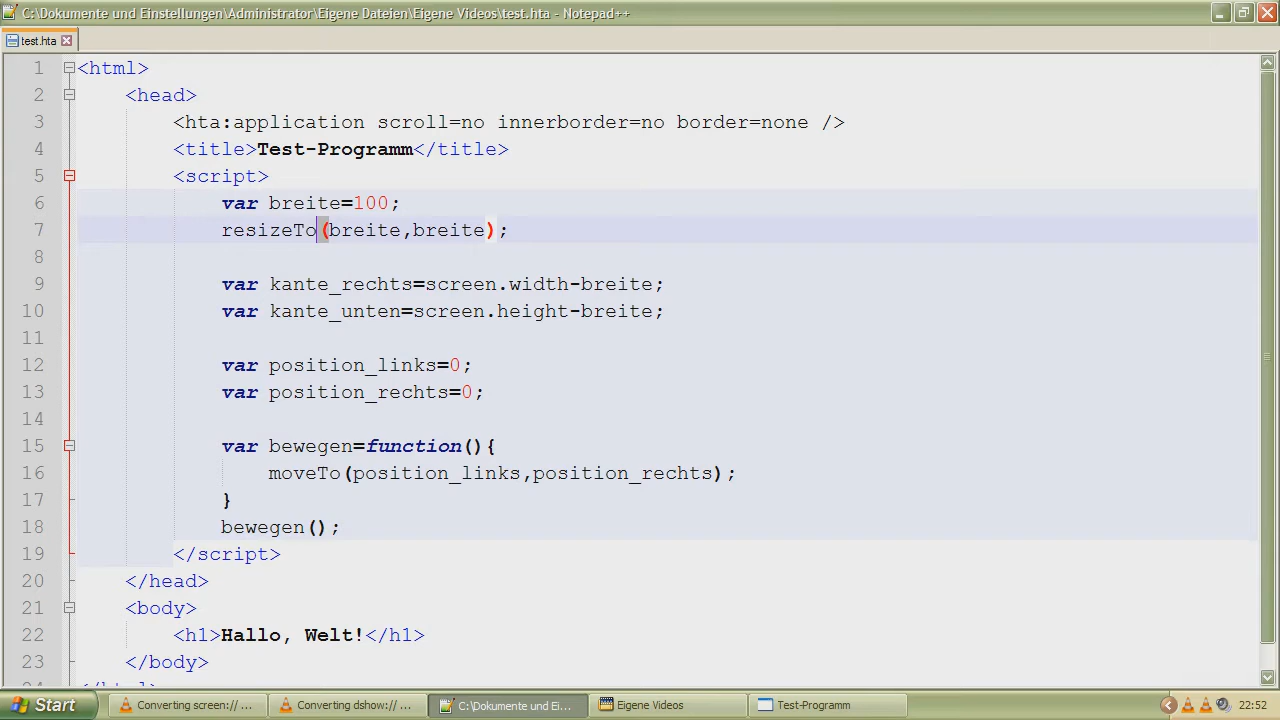 C:\Dokumente und Einstellungen\Administrator\Eigene Dateien\Eigene Videos\test.hta - Notepad++
test.hta
1 <html>
2 <head>
3 <hta:application scroll=no innerborder=no border=none />
4 <title>Test-Programm</title>
5 <script>
6 var breite=100;
7 resizeTo(breite,breite);
8
9 var kante_rechts=screen.width-breite;
10 var kante_unten=screen.height-breite;
11
12 var position_links=0;
13 var position_rechts=0;
14
15 var bewegen=function(){
16 moveTo(position_links,position_rechts);
17 }
18 bewegen();
19 </script>
20 </head>
21 <body>
22 <h1>Hallo, Welt!</h1>
23 </body>
Start Converting screen:// ... Converting dshow:// ... C:\Dokumente und Ei... Eigene Videos Test-Programm 22:52